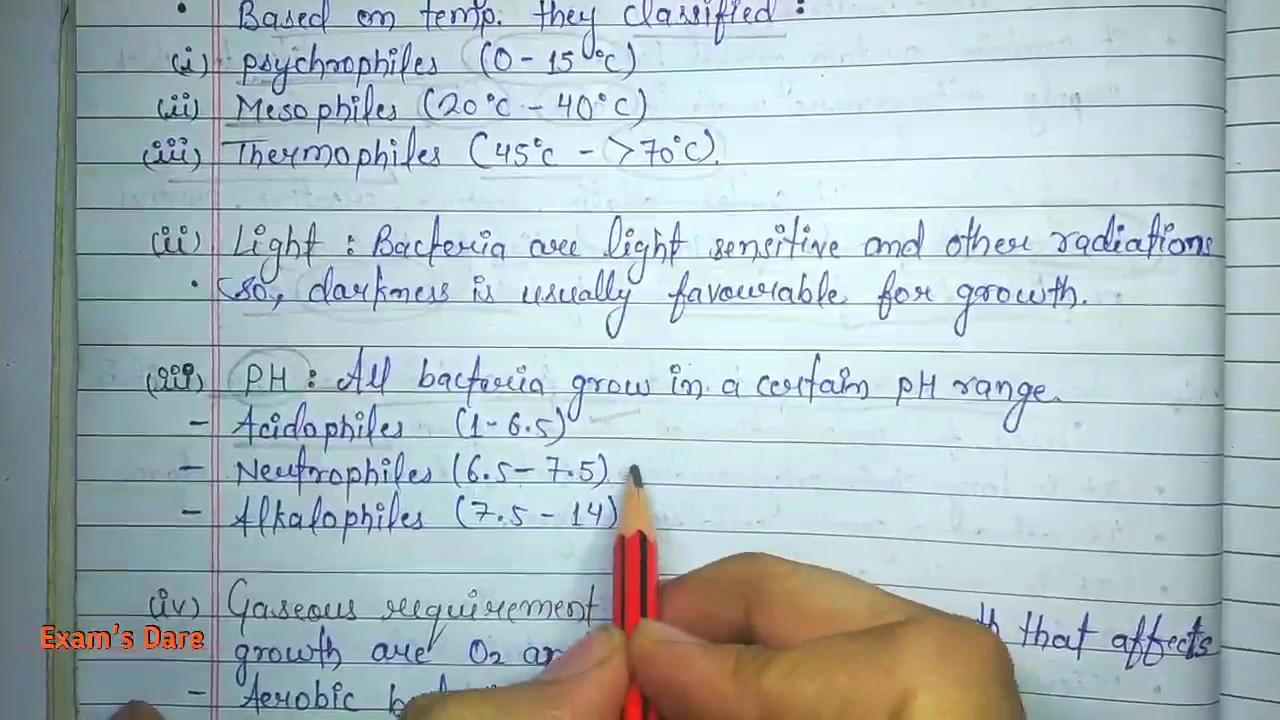 • Based on temp. they classified :
(i) psychrophiles (0 - 15°c)
(ii) Mesophiles (20°c - 40°c)
(iii) Thermophiles (45°c - >70°c).
(ii) Light : Bacteria are light sensitive and other radiations
• so, darkness is usually favourable for growth.
(iii) PH : All bacteria grow in a certain pH range.
- Acidophiles (1 - 6.5)
- Neutrophiles (6.5 - 7.5)
- Alkalophiles (7.5 - 14)
(iv) Gaseous requirement that affects
growth are O2
- Aerobic
Exam's Dare